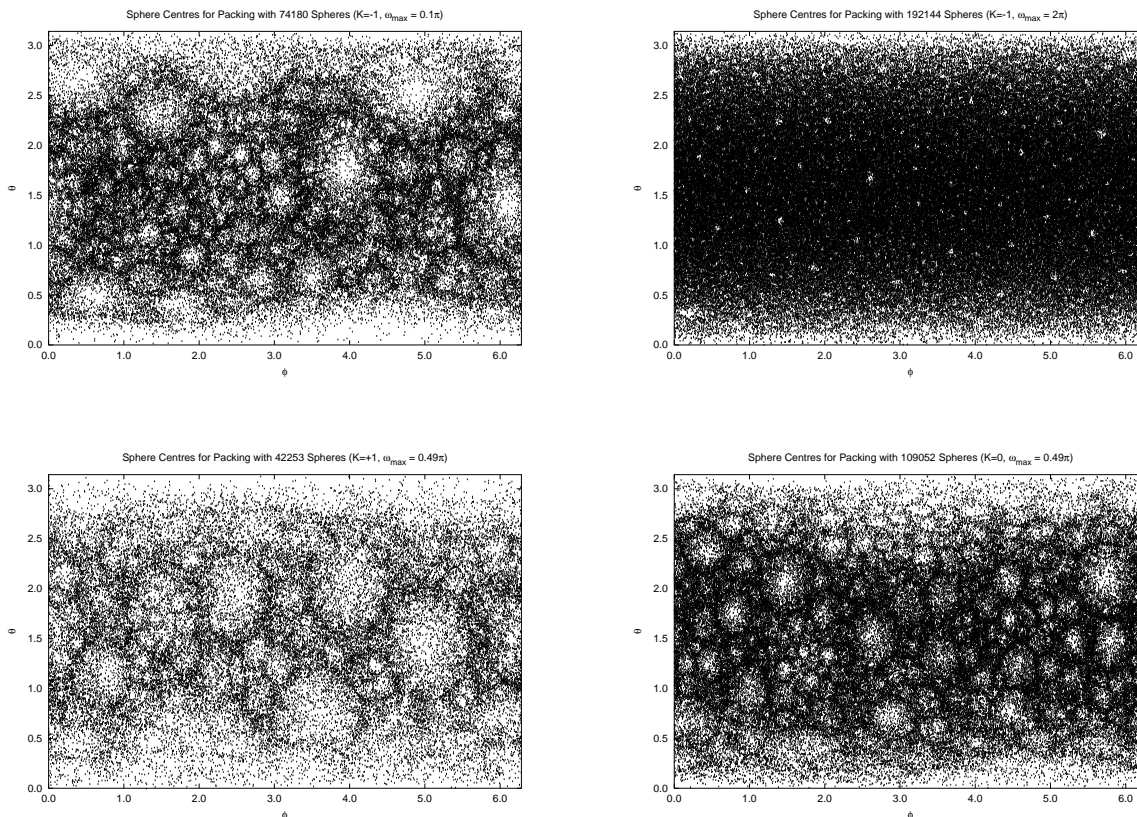 Sphere Centres for Packing with 74180 Spheres (K=-1, ωmax = 0.1π)
3.0
2.5
2.0
θ
1.5
1.0
0.5
0.0
0.0 1.0 2.0 3.0 4.0 5.0 6.0
ϕ
Sphere Centres for Packing with 192144 Spheres (K=-1, ωmax = 2π)
3.0
2.5
2.0
θ
1.5
1.0
0.5
0.0
0.0 1.0 2.0 3.0 4.0 5.0 6.0
ϕ
Sphere Centres for Packing with 42253 Spheres (K=+1, ωmax = 0.49π)
3.0
2.5
2.0
θ
1.5
1.0
0.5
0.0
0.0 1.0 2.0 3.0 4.0 5.0 6.0
ϕ
Sphere Centres for Packing with 109052 Spheres (K=0, ωmax = 0.49π)
3.0
2.5
2.0
θ
1.5
1.0
0.5
0.0
0.0 1.0 2.0 3.0 4.0 5.0 6.0
ϕ